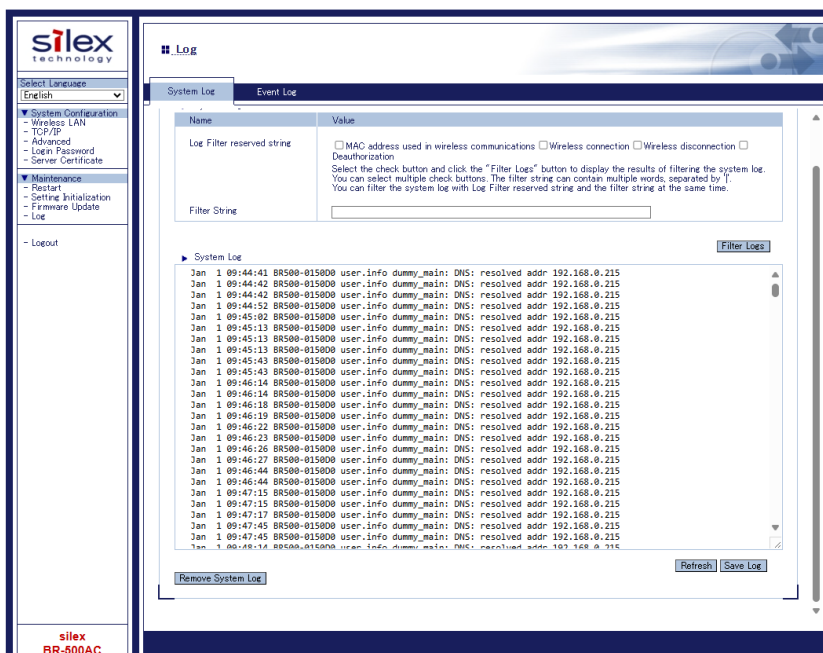 silex
technology
Select Language
English
▼ System Configuration
- Wireless LAN
- TCP/IP
- Advanced
- Login Password
- Server Certificate
▼ Maintenance
- Restart
- Setting Initialization
- Firmware Update
- Log
- Logout
silex
BR-500AC
Log
System Log Event Log
Name Value
Log Filter reserved string
MAC address used in wireless communications Wireless connection Wireless disconnection
Deauthorization
Select the check button and click the "Filter Logs" button to display the results of filtering the system log.
You can select multiple check buttons. The filter string can contain multiple words, separated by '|'.
You can filter the system log with Log Filter reserved string and the filter string at the same time.
Filter String
Filter Logs
System Log
Jan 1 09:44:41 BR500-0150D0 user.info dummy_main: DNS: resolved addr 192.168.0.215
Jan 1 09:44:42 BR500-0150D0 user.info dummy_main: DNS: resolved addr 192.168.0.215
Jan 1 09:44:42 BR500-0150D0 user.info dummy_main: DNS: resolved addr 192.168.0.215
Jan 1 09:44:52 BR500-0150D0 user.info dummy_main: DNS: resolved addr 192.168.0.215
Jan 1 09:45:02 BR500-0150D0 user.info dummy_main: DNS: resolved addr 192.168.0.215
Jan 1 09:45:13 BR500-0150D0 user.info dummy_main: DNS: resolved addr 192.168.0.215
Jan 1 09:45:13 BR500-0150D0 user.info dummy_main: DNS: resolved addr 192.168.0.215
Jan 1 09:45:13 BR500-0150D0 user.info dummy_main: DNS: resolved addr 192.168.0.215
Jan 1 09:45:43 BR500-0150D0 user.info dummy_main: DNS: resolved addr 192.168.0.215
Jan 1 09:45:43 BR500-0150D0 user.info dummy_main: DNS: resolved addr 192.168.0.215
Jan 1 09:46:14 BR500-0150D0 user.info dummy_main: DNS: resolved addr 192.168.0.215
Jan 1 09:46:14 BR500-0150D0 user.info dummy_main: DNS: resolved addr 192.168.0.215
Jan 1 09:46:18 BR500-0150D0 user.info dummy_main: DNS: resolved addr 192.168.0.215
Jan 1 09:46:19 BR500-0150D0 user.info dummy_main: DNS: resolved addr 192.168.0.215
Jan 1 09:46:22 BR500-0150D0 user.info dummy_main: DNS: resolved addr 192.168.0.215
Jan 1 09:46:23 BR500-0150D0 user.info dummy_main: DNS: resolved addr 192.168.0.215
Jan 1 09:46:26 BR500-0150D0 user.info dummy_main: DNS: resolved addr 192.168.0.215
Jan 1 09:46:27 BR500-0150D0 user.info dummy_main: DNS: resolved addr 192.168.0.215
Jan 1 09:46:44 BR500-0150D0 user.info dummy_main: DNS: resolved addr 192.168.0.215
Jan 1 09:46:44 BR500-0150D0 user.info dummy_main: DNS: resolved addr 192.168.0.215
Jan 1 09:47:15 BR500-0150D0 user.info dummy_main: DNS: resolved addr 192.168.0.215
Jan 1 09:47:15 BR500-0150D0 user.info dummy_main: DNS: resolved addr 192.168.0.215
Jan 1 09:47:17 BR500-0150D0 user.info dummy_main: DNS: resolved addr 192.168.0.215
Jan 1 09:47:45 BR500-0150D0 user.info dummy_main: DNS: resolved addr 192.168.0.215
Jan 1 09:47:45 BR500-0150D0 user.info dummy_main: DNS: resolved addr 192.168.0.215
Jan 1 09:48:14 BR500-0150D0 user.info dummy_main: DNS: resolved addr 192.168.0.215
Refresh Save Log
Remove System Log